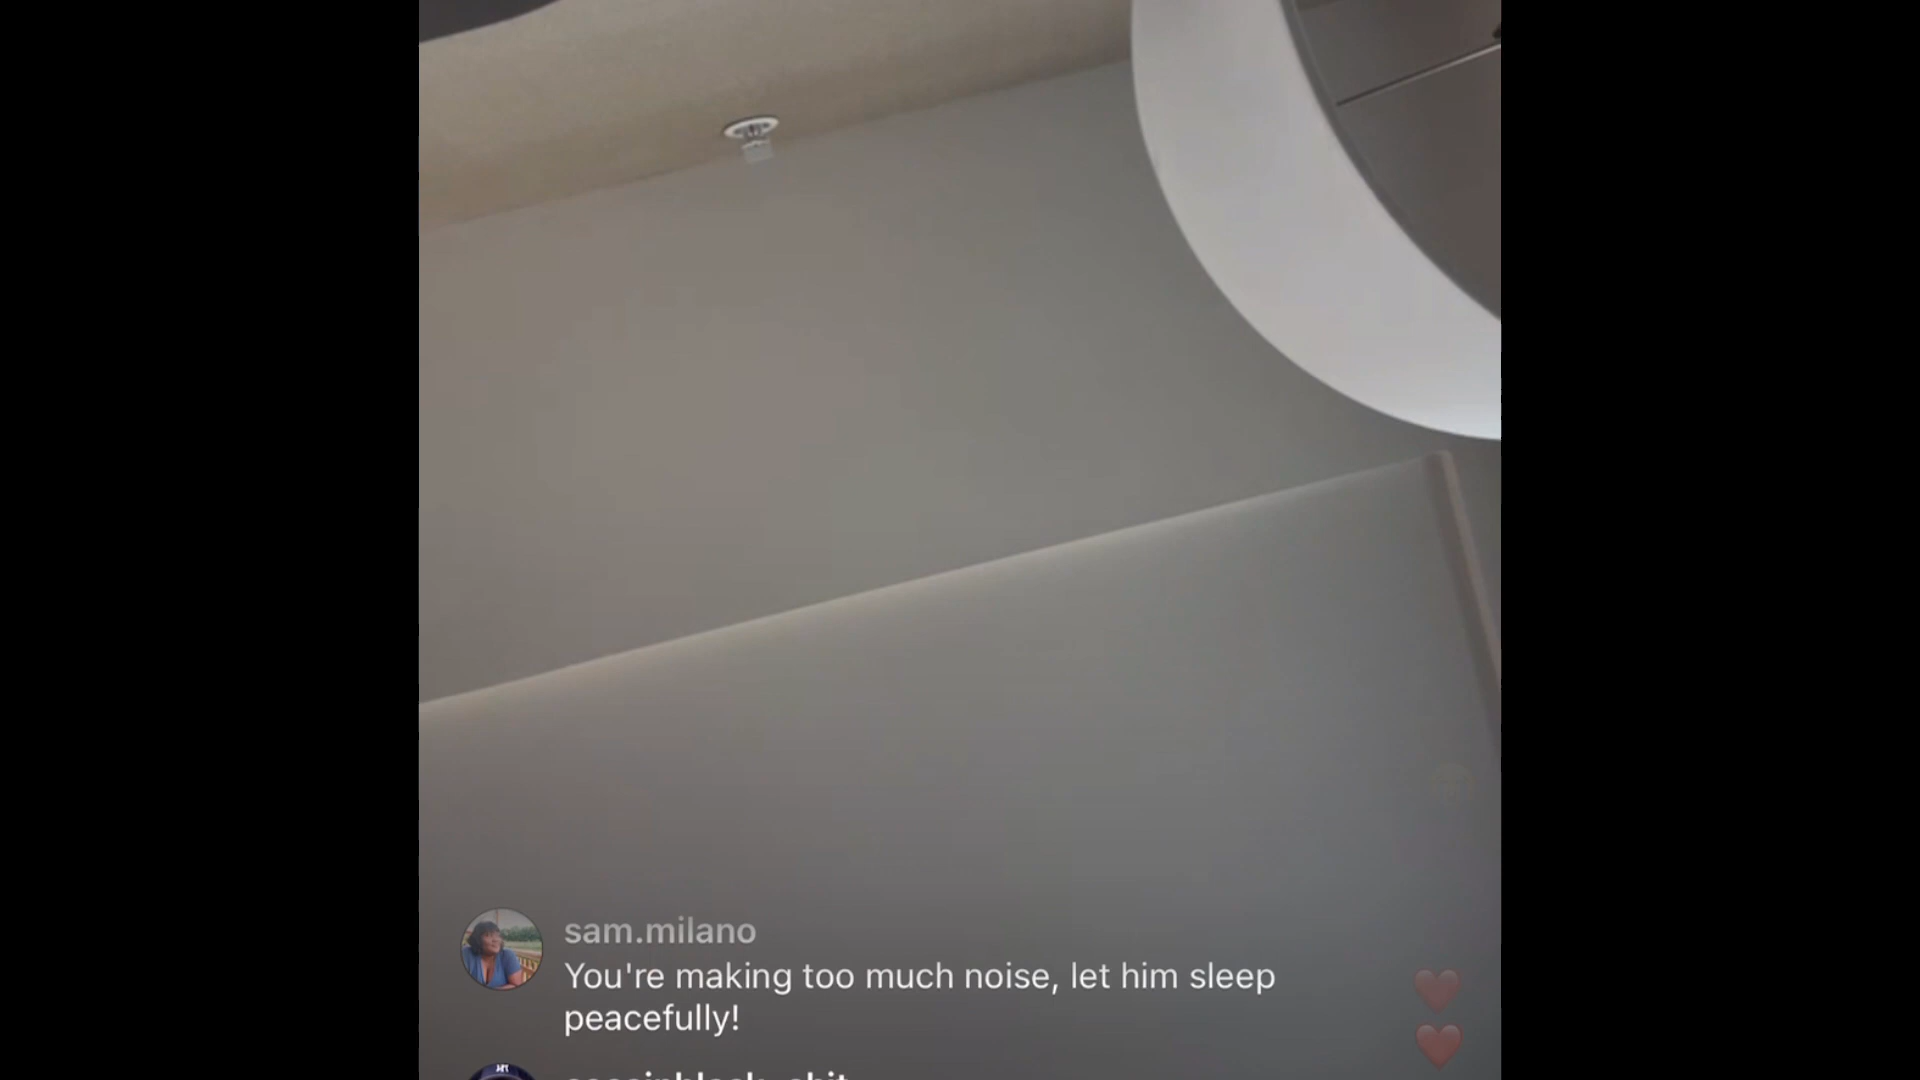 sam.milano
You're making too much noise, let him sleep
peacefully!